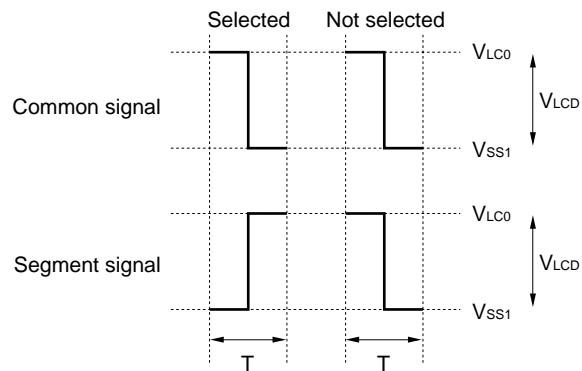 Selected Not selected
VLC0
Common signal
VLCD
VSS1
VLC0
Segment signal
VLCD
VSS1
T T